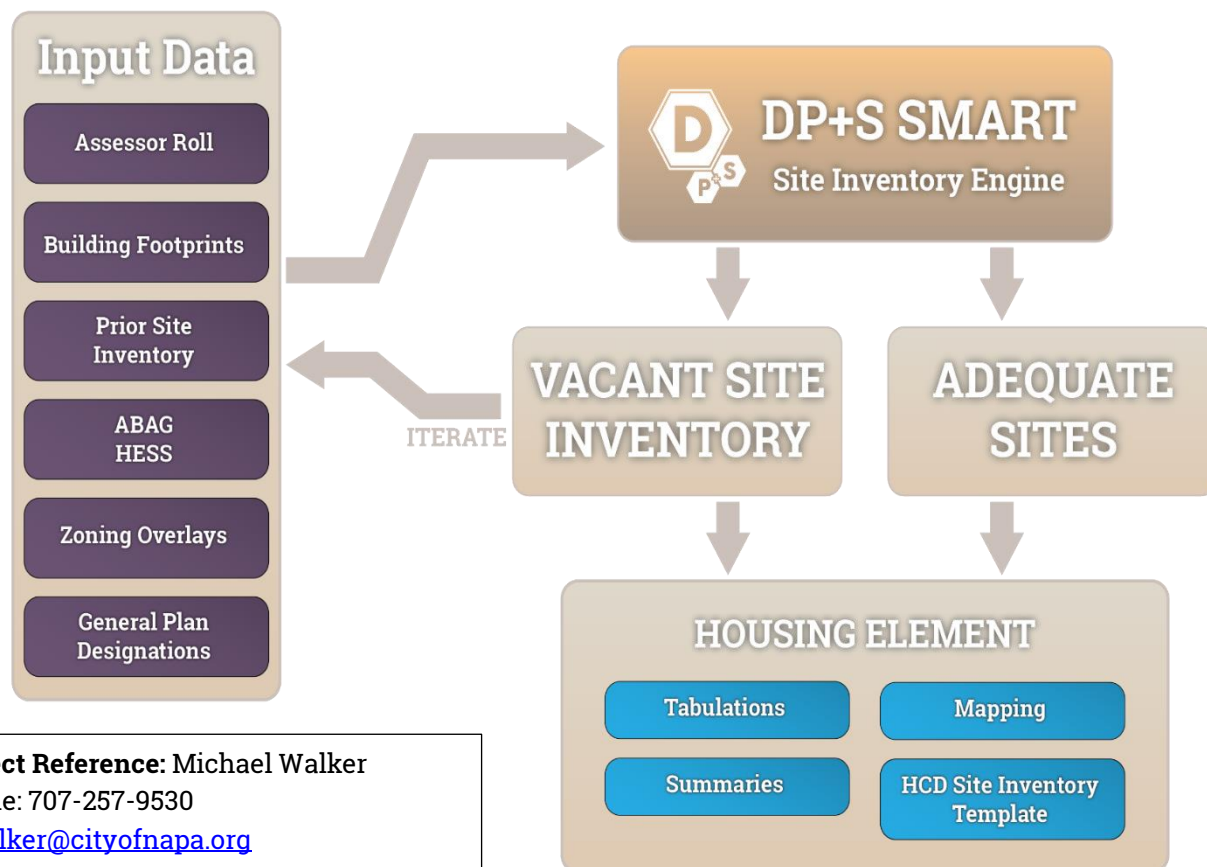 Input Data
Assessor Roll
Building Footprints
Prior Site
Inventory
ABAG
HESS
Zoning Overlays
General Plan
Designations
D
P+S
DP+S SMART
Site Inventory Engine
VACANT SITE
INVENTORY
ITERATE
ADEQUATE
SITES
HOUSING ELEMENT
Tabulations
Mapping
Summaries
HCD Site Inventory
Template
ect Reference: Michael Walker
ne: 707-257-9530
lker@cityofnapa.org